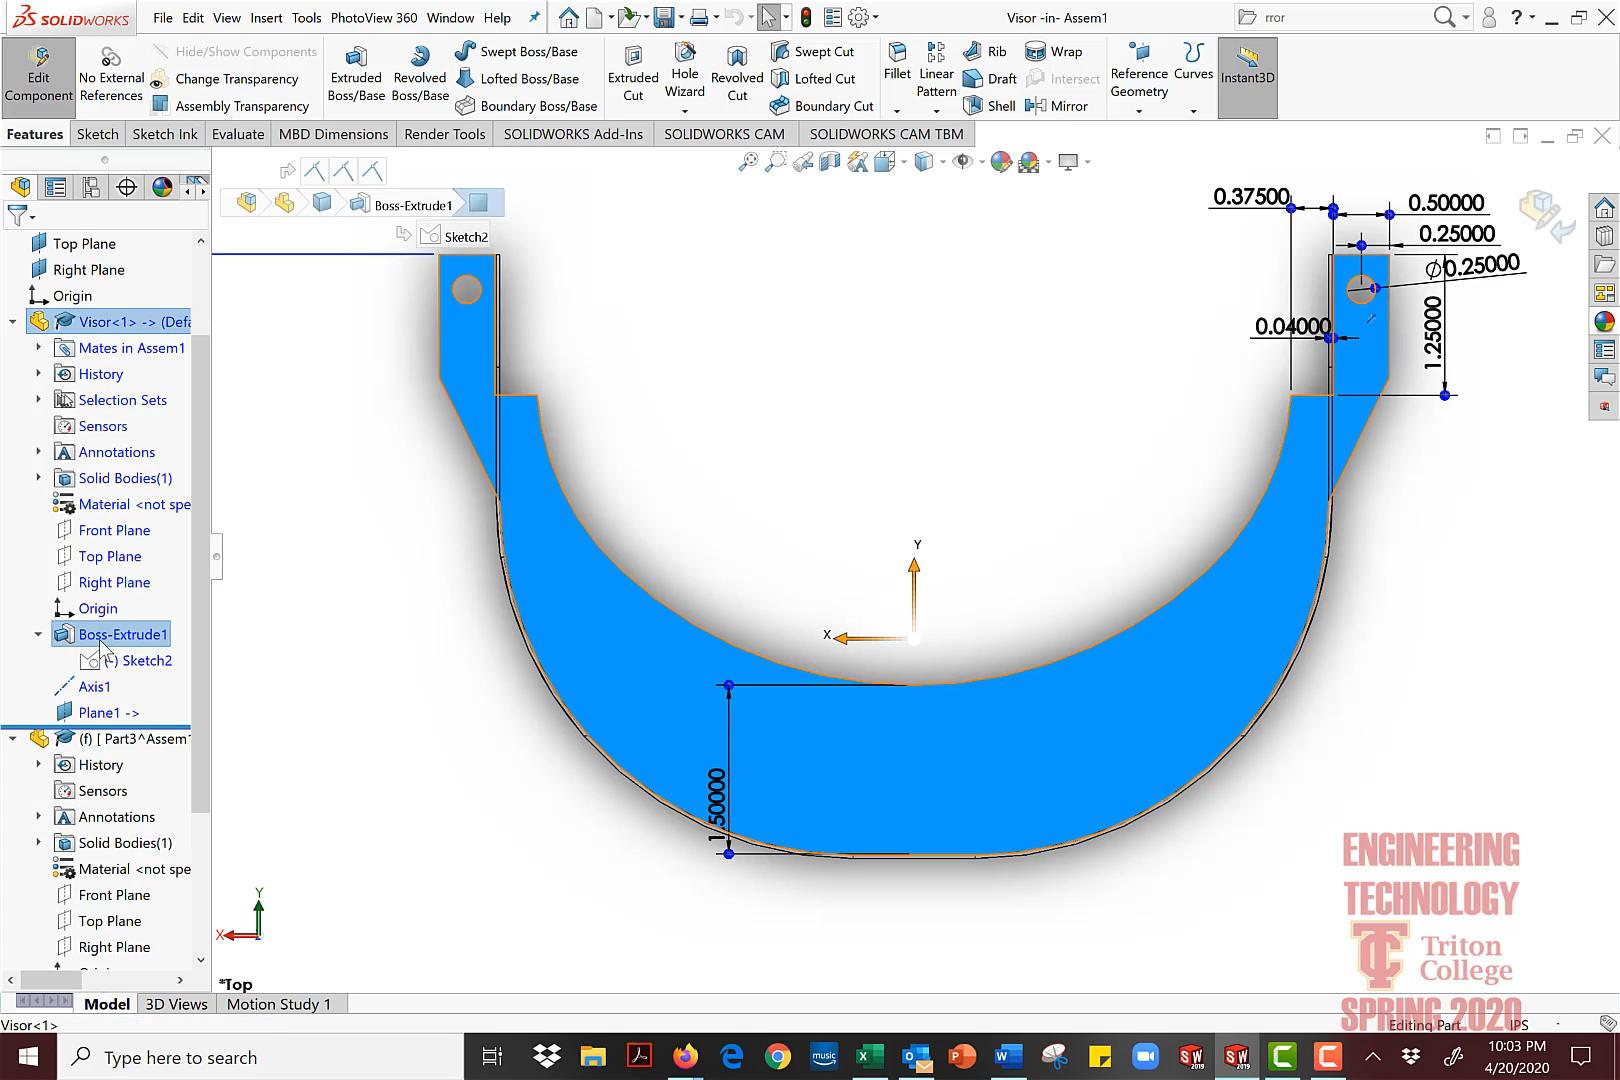 SOLIDWORKS File Edit View Insert Tools PhotoView 360 Window Help Visor -in- Assem1 rror ?
Edit Component
No External References
Hide/Show Components
Change Transparency
Assembly Transparency
Extruded Boss/Base
Revolved Boss/Base
Swept Boss/Base
Lofted Boss/Base
Boundary Boss/Base
Extruded Cut
Hole Wizard
Revolved Cut
Swept Cut
Lofted Cut
Boundary Cut
Fillet
Linear Pattern
Rib
Draft
Shell
Wrap
Intersect
Mirror
Reference Geometry
Curves
Instant3D
Features Sketch Sketch Ink Evaluate MBD Dimensions Render Tools SOLIDWORKS Add-Ins SOLIDWORKS CAM SOLIDWORKS CAM TBM
Boss-Extrude1
Sketch2
Top Plane
Right Plane
Origin
Visor<1> -> (Defa
Mates in Assem1
History
Selection Sets
Sensors
Annotations
Solid Bodies(1)
Material <not spe
Front Plane
Top Plane
Right Plane
Origin
Boss-Extrude1
(-) Sketch2
Axis1
Plane1 ->
(f) [ Part3^Assem1
History
Sensors
Annotations
Solid Bodies(1)
Material <not spe
Front Plane
Top Plane
Right Plane
0.37500
0.50000
0.25000
Ø0.25000
0.04000
1.25000
1.50000
Y
X
Y
X
*Top
ENGINEERING
TECHNOLOGY
TC Triton
College
SPRING 2020
Model 3D Views Motion Study 1
Visor<1> Editing Part IPS
Type here to search
music
SW 2019
SW 2019
10:03 PM
4/20/2020